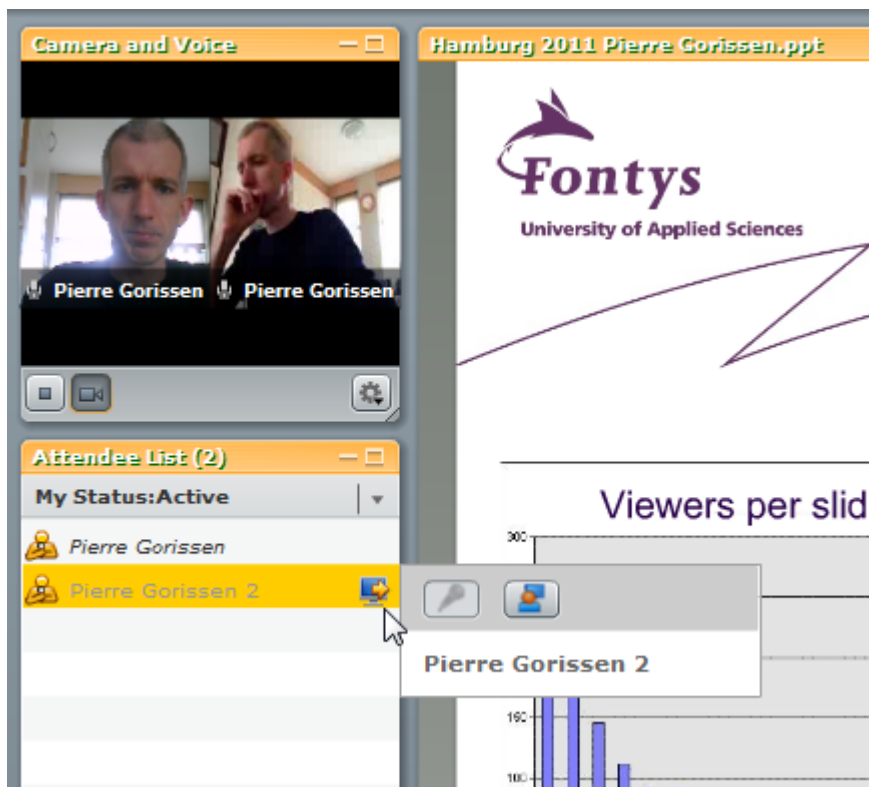 Camera and Voice
Pierre Gorissen
Pierre Gorissen
Attendee List (2)
My Status:Active
Pierre Gorissen
Pierre Gorissen 2
Pierre Gorissen 2
Hamburg 2011 Pierre Gorissen.ppt
Fontys
University of Applied Sciences
Viewers per slid
300
150
100